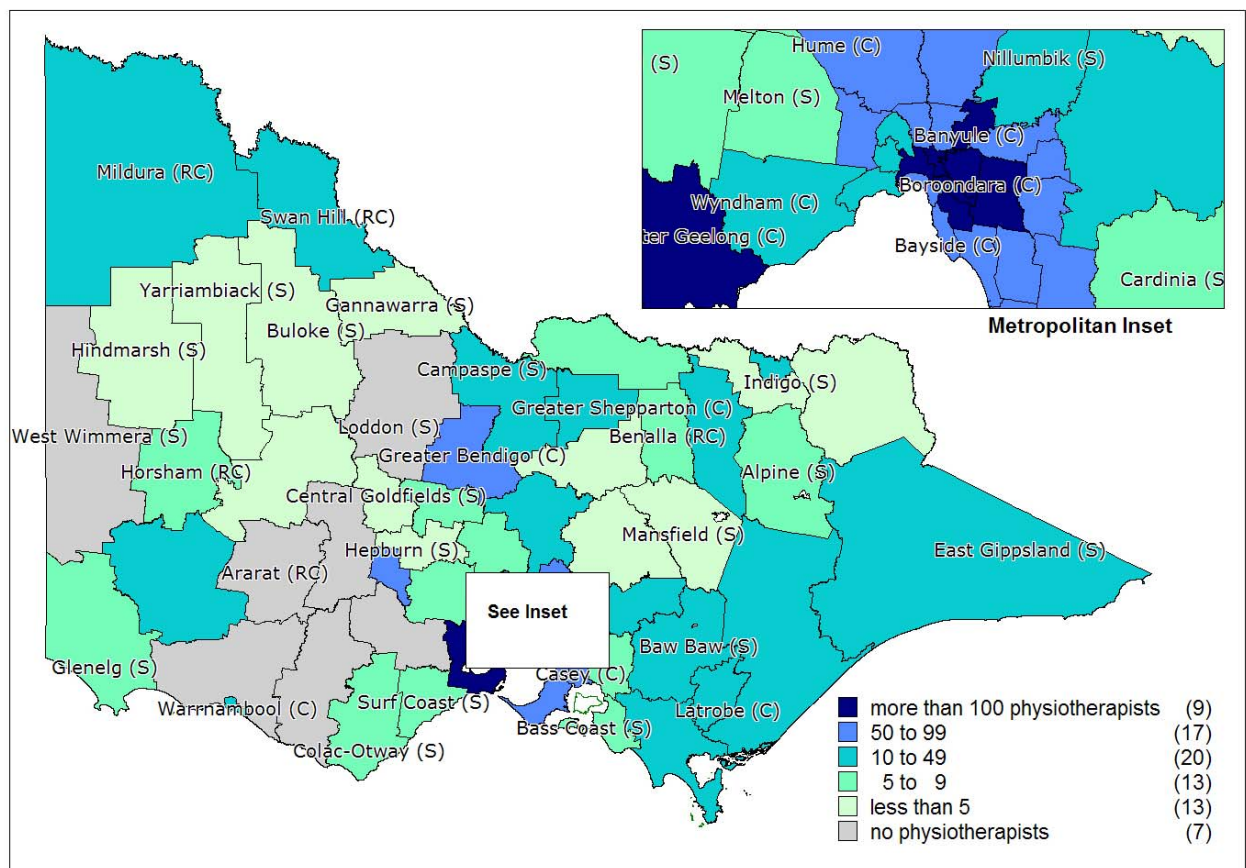 Hume (C)
Nillumbik (S)
(S)
Melton (S)
Banyule (C)
Boroondara (C)
Wyndham (C)
ter Geelong (C)
Bayside (C)
Cardinia (S
Metropolitan Inset
Mildura (RC)
Swan Hill (RC)
Yarriambiack (S)
Gannawarra (S)
Buloke (S)
Hindmarsh (S)
Campaspe (S)
Indigo (S)
Greater Shepparton (C)
Loddon (S)
West Wimmera (S)
Benalla (RC)
Greater Bendigo (C)
Horsham (RC)
Alpine (S)
Central Goldfields (S)
Mansfield (S)
Hepburn (S)
East Gippsland (S)
Ararat (RC)
See Inset
Baw Baw (S)
Glenelg (S)
Casey (C)
Surf Coast (S)
Warrnambool (C)
Latrobe (C)
Bass Coast (S)
Colac-Otway (S)
more than 100 physiotherapists (9)
50 to 99 (17)
10 to 49 (20)
5 to 9 (13)
less than 5 (13)
no physiotherapists (7)